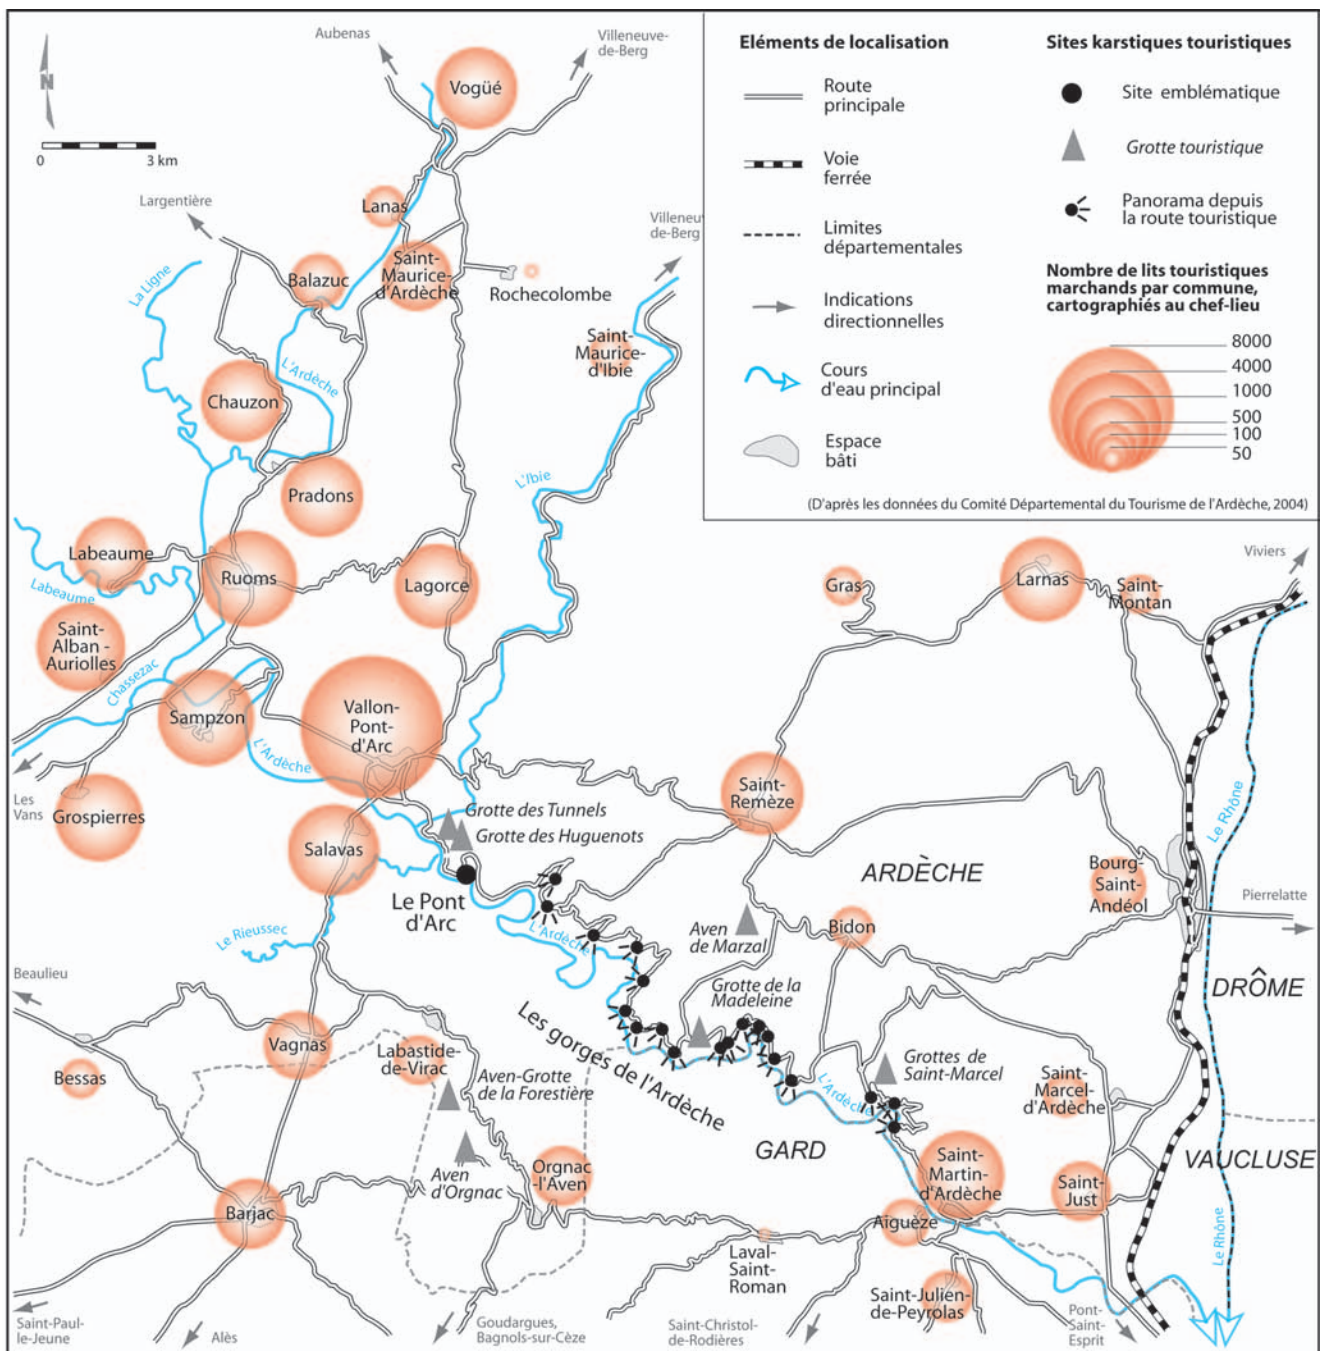 Aubenas
Villeneuve-
de-Berg
Vogüé
N
0
3 km
Lanas
Largentière
Villeneuv
de-Berg
Saint-
Maurice-
d'Ardèche
Balazuc
Rochecolombe
La Ligne
L'Ardèche
Saint-
Maurice-
d'Ibie
Chauzon
Pradons
L'Ibie
Labeaume
Ruoms
Lagorce
Labeaume
Saint-
Alban -
Auriolles
Chassezac
Sampzon
Vallon-
Pont-
d'Arc
L'Ardèche
Les
Vans
Grospierres
Salavas
Grotte des Tunnels
Grotte des Huguenots
Le Pont
d'Arc
Le Rieussec
Beaulieu
Eléments de localisation
Route
principale
Voie
ferrée
Limites
départementales
Indications
directionnelles
Cours
d'eau principal
Espace
bâti
Sites karstiques touristiques
Site emblématique
Grotte touristique
Panorama depuis
la route touristique
Nombre de lits touristiques
marchands par commune,
cartographiés au chef-lieu
8000
4000
1000
500
100
50
(D'après les données du Comité Départemental du Tourisme de l'Ardèche, 2004)
Viviers
Gras
Larnas
Saint-
Montan
Saint-
Remèze
Le Rhône
ARDÈCHE
Bourg-
Saint-
Andéol
Pierrelatte
Aven
de Marzal
Bidon
L'Ardèche
Grotte de la
Madeleine
DRÔME
Les gorges de l'Ardèche
Vagnas
Labastide-
de-Virac
Bessas
Aven-Grotte
de la Forestière
Grottes de
Saint-Marcel
L'Ardèche
Saint-
Marcel-
d'Ardèche
GARD
VAUCLUSE
Aven
d'Orgnac
Orgnac
-l'Aven
Saint-
Martin-
d'Ardèche
Saint-
Just
Barjac
Aiguèze
Laval-
Saint-
Roman
Le Rhône
Saint-Julien-
de-Peyrolas
Saint-Paul-
le-Jeune
Alès
Goudargues,
Bagnols-sur-Cèze
Saint-Christol-
de-Rodières
Pont-
Saint-
Esprit